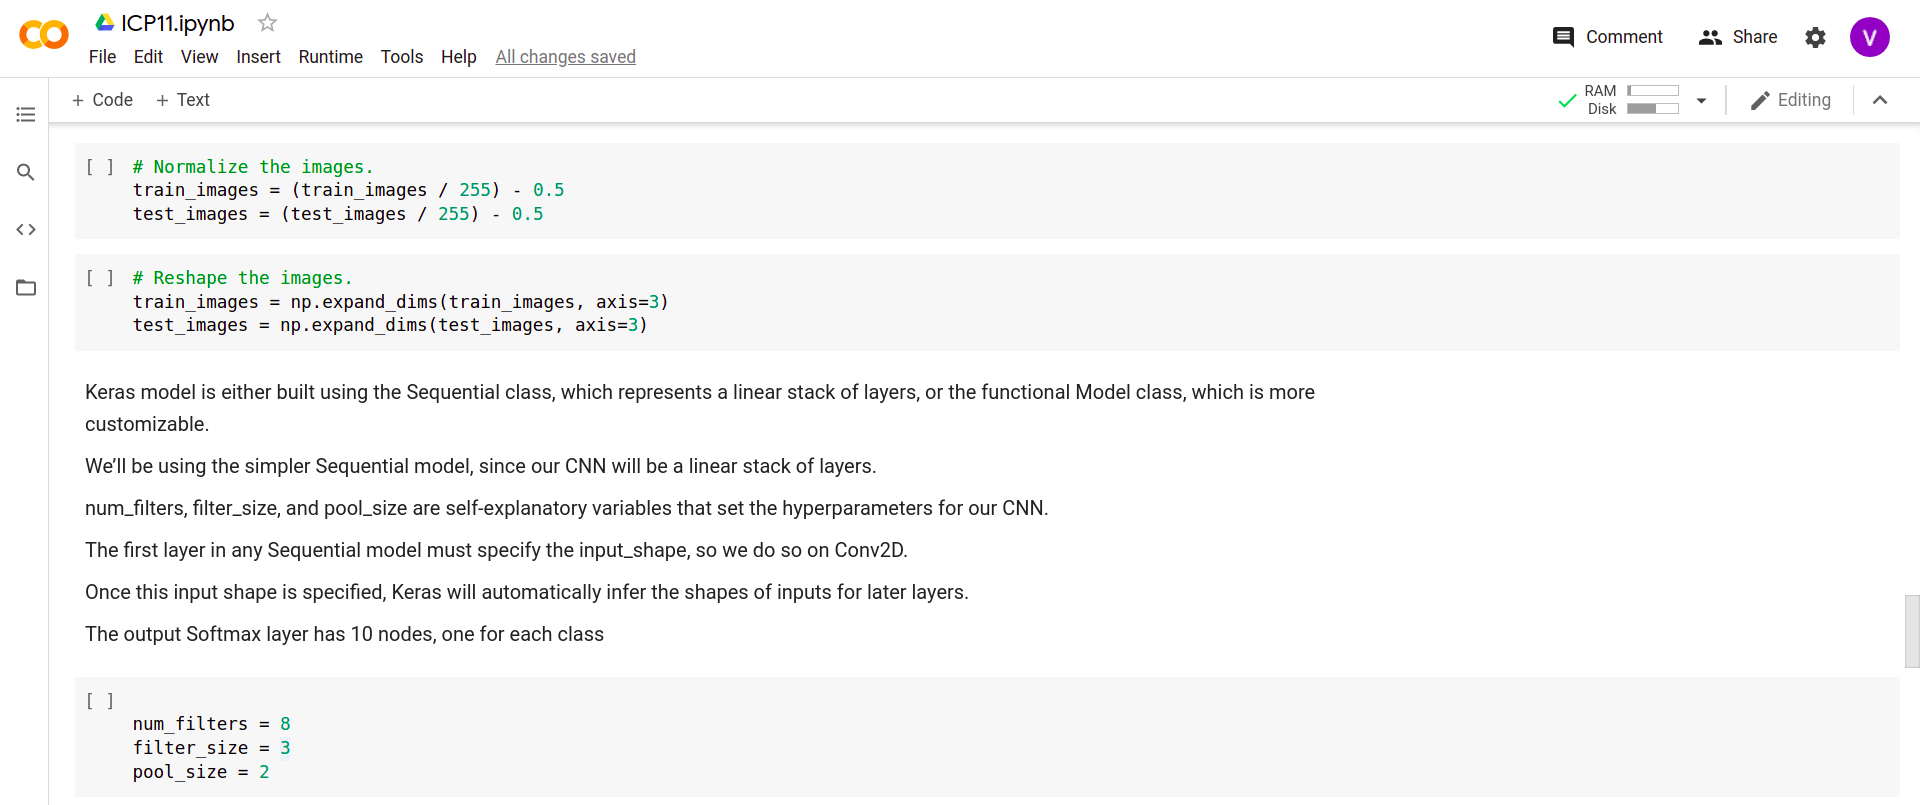 ICP11.ipynb
File Edit View Insert Runtime Tools Help All changes saved
Comment Share V
+ Code + Text
RAM
Disk
Editing
[ ] # Normalize the images.
train_images = (train_images / 255) - 0.5
test_images = (test_images / 255) - 0.5
[ ] # Reshape the images.
train_images = np.expand_dims(train_images, axis=3)
test_images = np.expand_dims(test_images, axis=3)
Keras model is either built using the Sequential class, which represents a linear stack of layers, or the functional Model class, which is more
customizable.
We’ll be using the simpler Sequential model, since our CNN will be a linear stack of layers.
num_filters, filter_size, and pool_size are self-explanatory variables that set the hyperparameters for our CNN.
The first layer in any Sequential model must specify the input_shape, so we do so on Conv2D.
Once this input shape is specified, Keras will automatically infer the shapes of inputs for later layers.
The output Softmax layer has 10 nodes, one for each class
[ ]
num_filters = 8
filter_size = 3
pool_size = 2